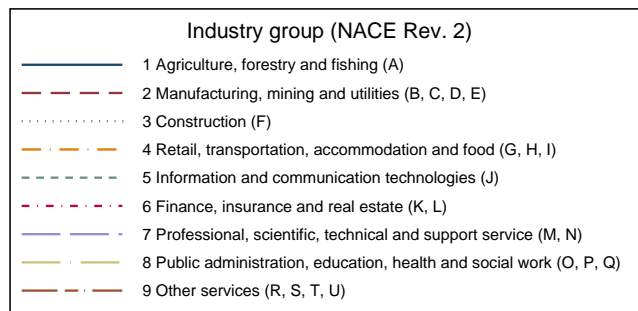 Industry group (NACE Rev. 2)
1 Agriculture, forestry and fishing (A)
2 Manufacturing, mining and utilities (B, C, D, E)
3 Construction (F)
4 Retail, transportation, accommodation and food (G, H, I)
5 Information and communication technologies (J)
6 Finance, insurance and real estate (K, L)
7 Professional, scientific, technical and support service (M, N)
8 Public administration, education, health and social work (O, P, Q)
9 Other services (R, S, T, U)